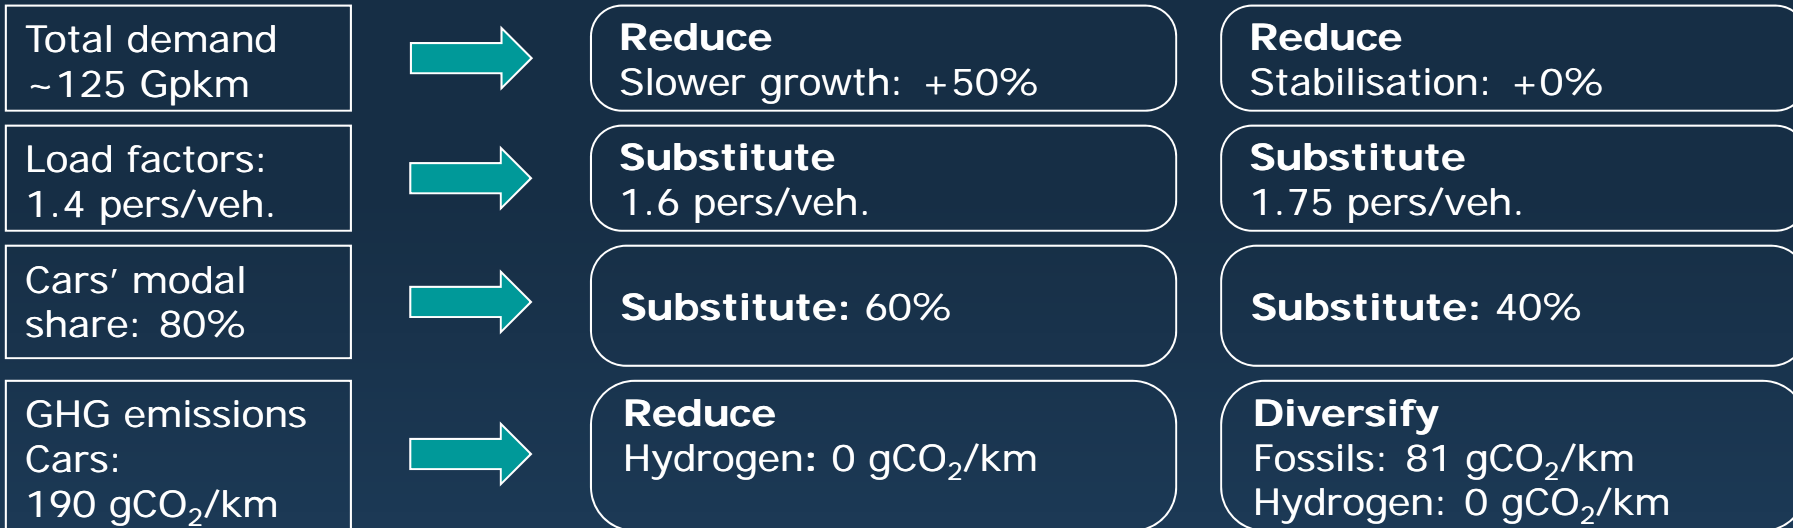 Total demand
~125 Gpkm
Reduce
Slower growth: +50%
Reduce
Stabilisation: +0%
Load factors:
1.4 pers/veh.
Substitute
1.6 pers/veh.
Substitute
1.75 pers/veh.
Cars’ modal
share: 80%
Substitute: 60%
Substitute: 40%
GHG emissions
Cars:
190 gCO₂/km
Reduce
Hydrogen: 0 gCO₂/km
Diversify
Fossils: 81 gCO₂/km
Hydrogen: 0 gCO₂/km